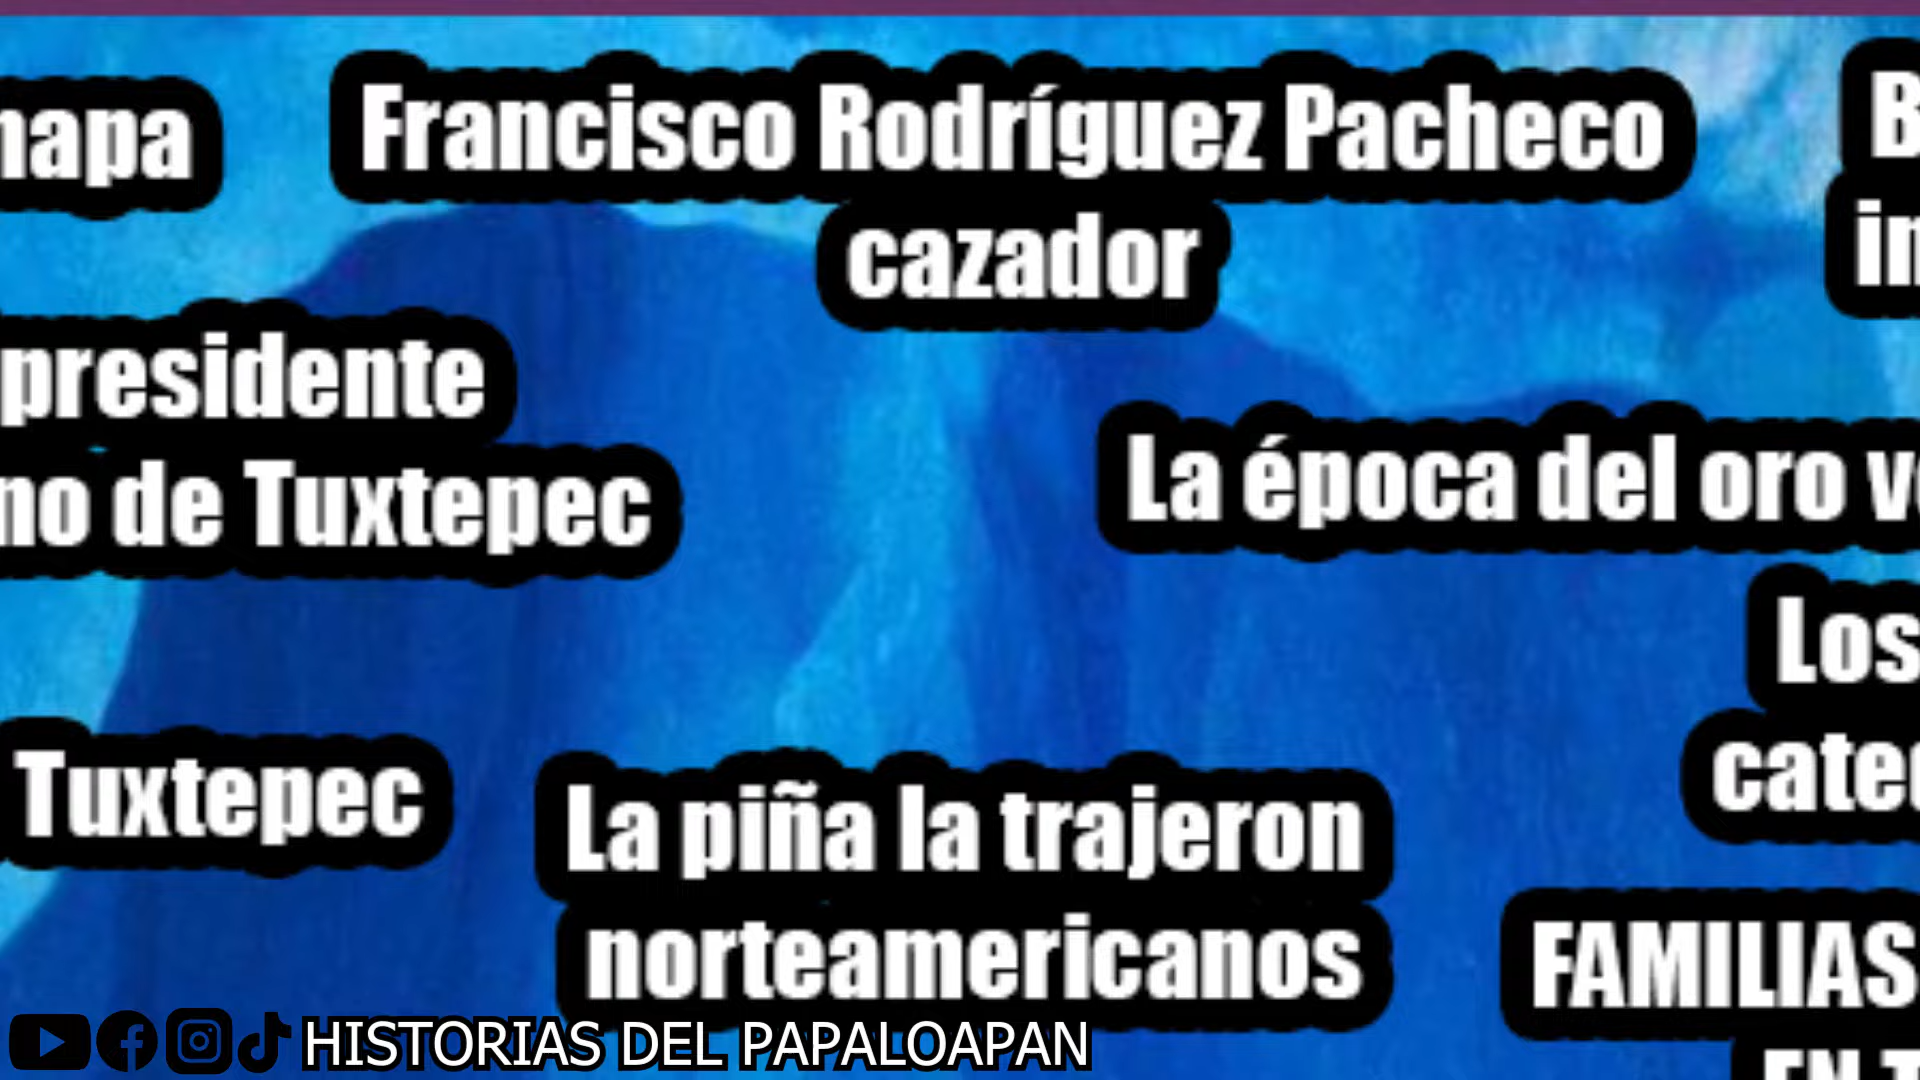 Francisco Rodríguez Pacheco
cazador
presidente
de Tuxtepec
La época del oro
Los
Tuxtepec
La piña la trajeron
norteamericanos
FAMILIAS
HISTORIAS DEL PAPALOAPAN